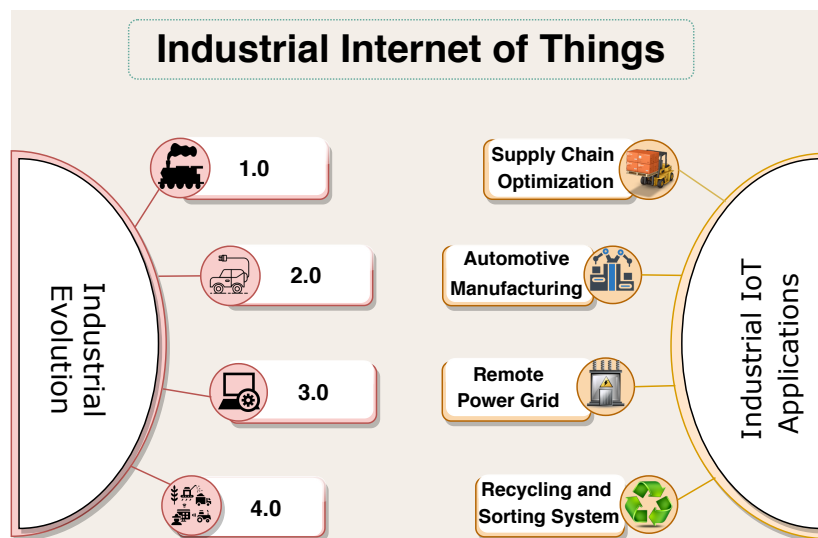 Industrial Internet of Things
Industrial
Evolution
1.0
2.0
3.0
4.0
Supply Chain
Optimization
Automotive
Manufacturing
Remote
Power Grid
Recycling and
Sorting System
Industrial IoT
Applications